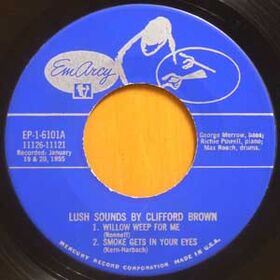 EmArcy
EP-1-6101A
11126-11121
Recorded: January
19 & 20, 1955
George Morrow, bass;
Richie Powell, piano;
Max Roach, drums.
LUSH SOUNDS BY CLIFFORD BROWN
1. WILLOW WEEP FOR ME
(Ronnell)
2. SMOKE GETS IN YOUR EYES
(Kern-Harbach)
MERCURY RECORD CORPORATION MADE IN U.S.A.